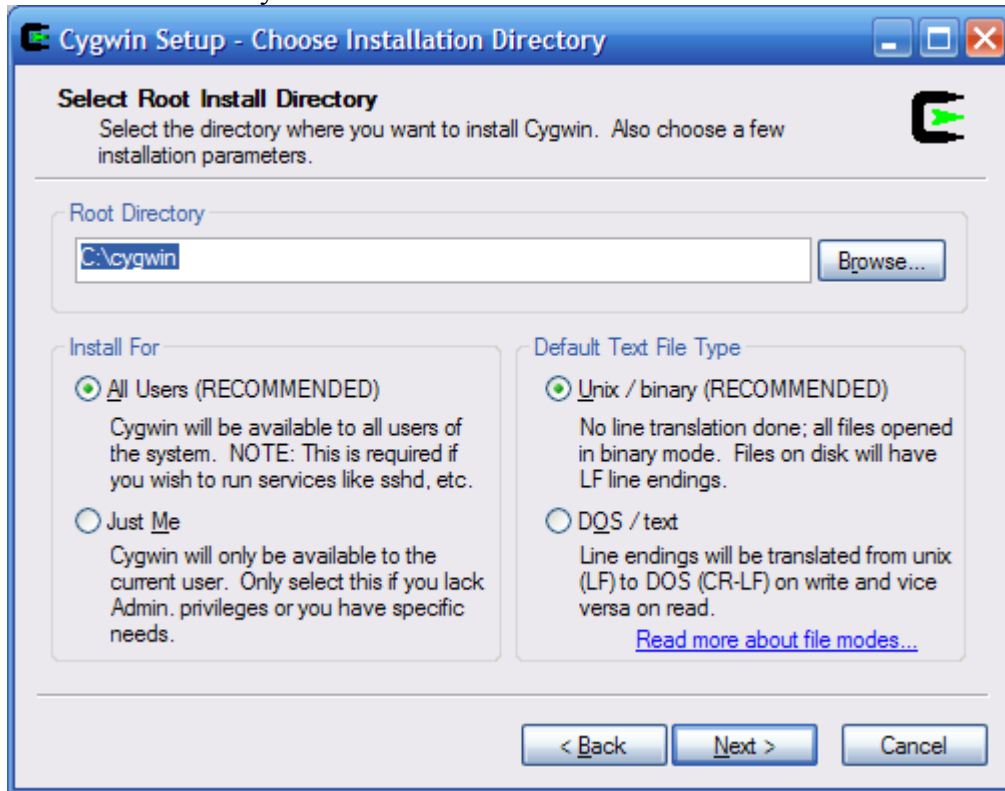 Cygwin Setup - Choose Installation Directory
Select Root Install Directory
Select the directory where you want to install Cygwin. Also choose a few
installation parameters.
Root Directory
C:\cygwin
Browse...
Install For
All Users (RECOMMENDED)
Cygwin will be available to all users of
the system. NOTE: This is required if
you wish to run services like sshd, etc.
Just Me
Cygwin will only be available to the
current user. Only select this if you lack
Admin. privileges or you have specific
needs.
Default Text File Type
Unix / binary (RECOMMENDED)
No line translation done; all files opened
in binary mode. Files on disk will have
LF line endings.
DOS / text
Line endings will be translated from unix
(LF) to DOS (CR-LF) on write and vice
versa on read.
Read more about file modes...
< Back
Next >
Cancel